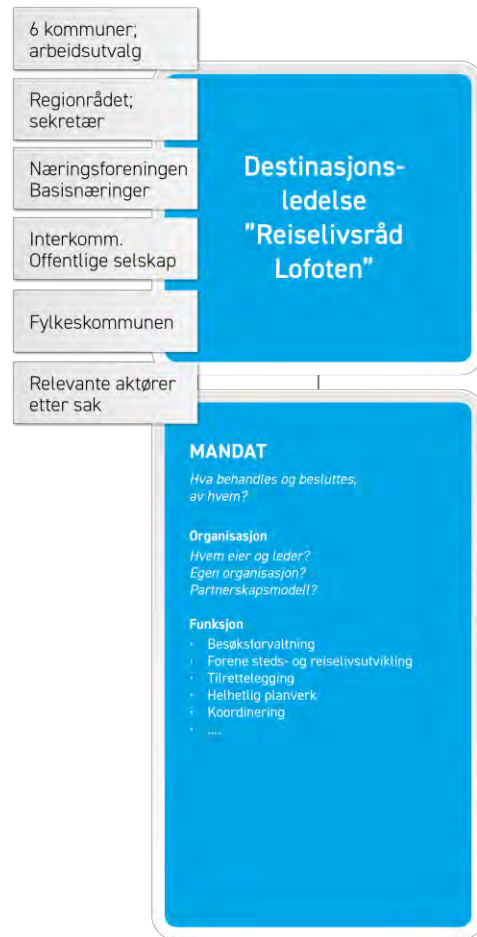 6 kommuner;
arbeidsutvalg
Regionrådet;
sekretær
Næringsforeningen
Basisnæringer
Interkomm.
Offentlige selskap
Fylkeskommunen
Relevante aktører
etter sak
Destinasjons-
ledelse
"Reiselivsråd
Lofoten"
MANDAT
Hva behandles og besluttes,
av hvem?
Organisasjon
Hvem eier og leder?
Egen organisasjon?
Partnerskapsmodell?
Funksjon
· Besøksforvaltning
· Forene steds- og reiselivsutvikling
· Tilrettelegging
· Helhetlig planverk
· Koordinering
· ....